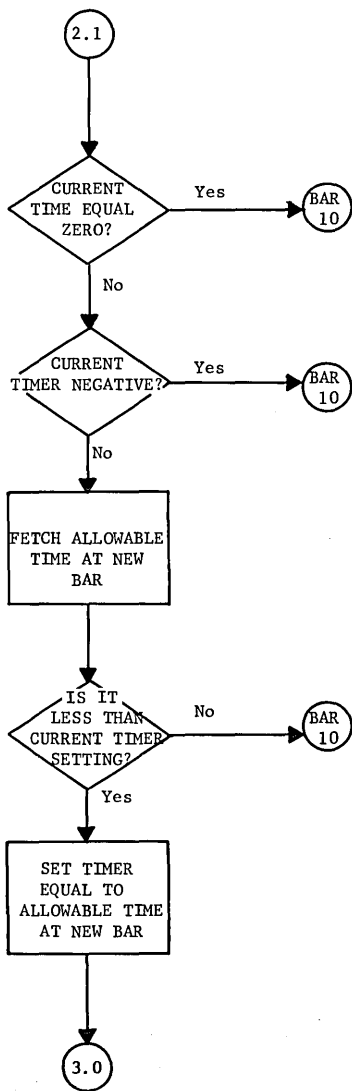 2.1
CURRENT
TIME EQUAL
ZERO?
Yes
BAR
10
No
CURRENT
TIMER NEGATIVE?
Yes
BAR
10
No
FETCH ALLOWABLE
TIME AT NEW
BAR
IS IT
LESS THAN
CURRENT TIMER
SETTING?
No
BAR
10
Yes
SET TIMER
EQUAL TO
ALLOWABLE TIME
AT NEW BAR
3.0